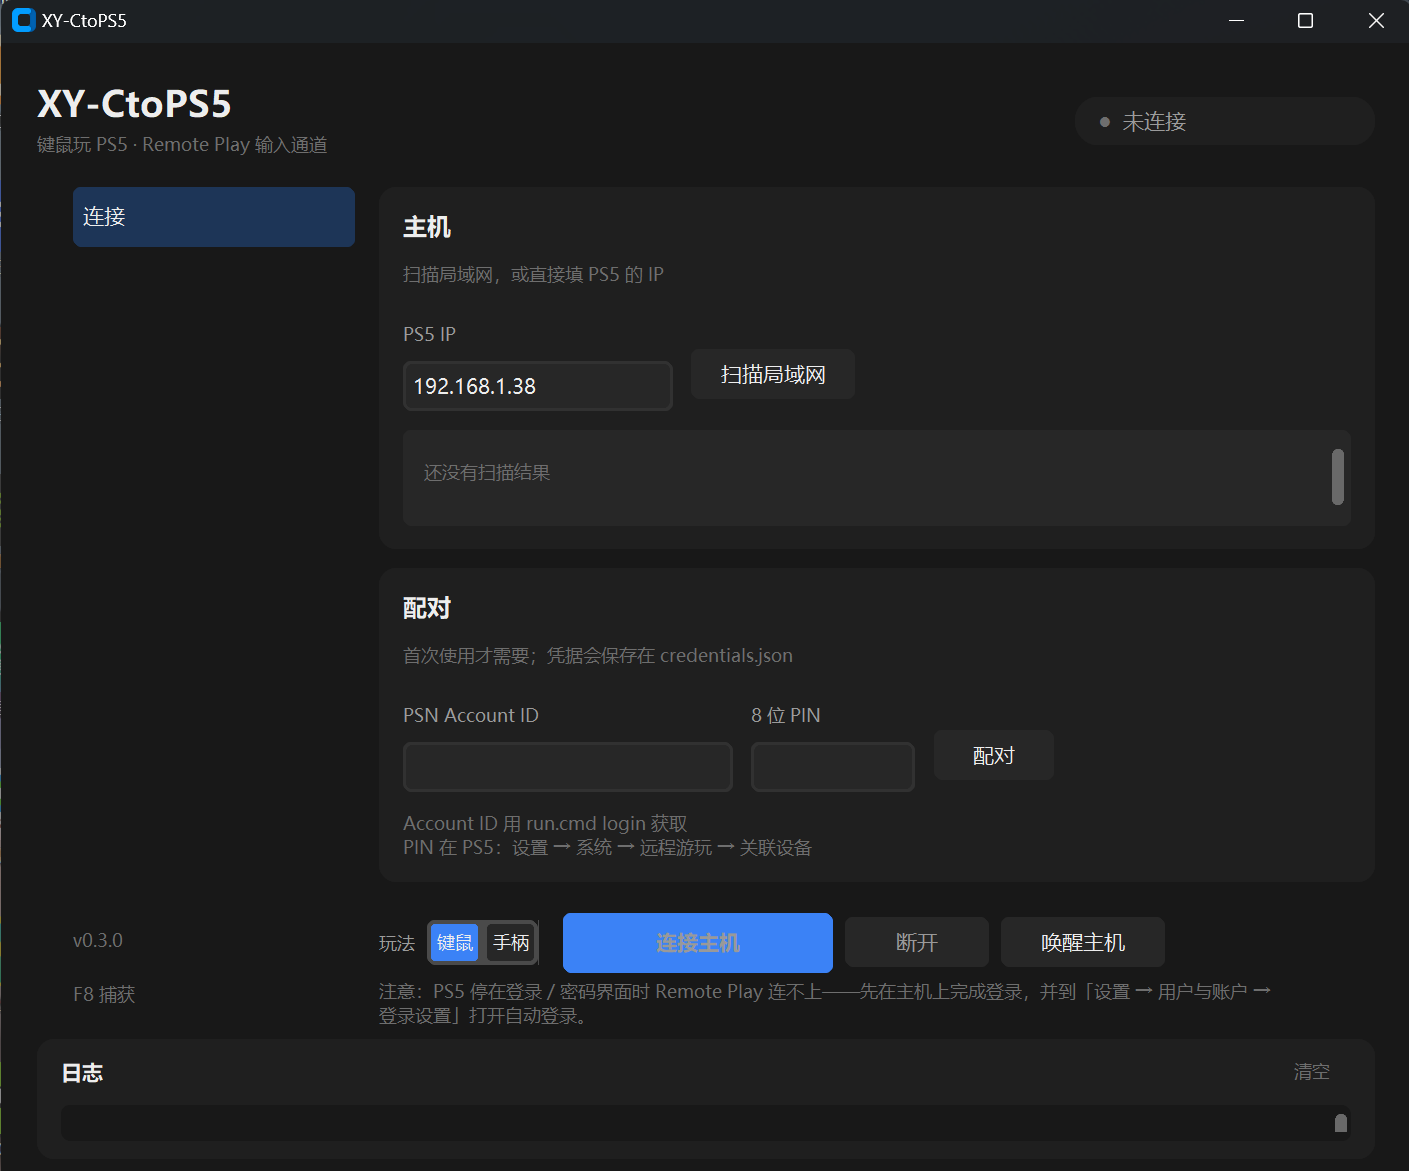 XY-CtoPS5
XY-CtoPS5
键鼠玩 PS5 · Remote Play 输入通道
未连接
连接
主机
扫描局域网，或直接填 PS5 的 IP
PS5 IP
192.168.1.38
扫描局域网
还没有扫描结果
配对
首次使用才需要；凭据会保存在 credentials.json
PSN Account ID
8 位 PIN
配对
Account ID 用 run.cmd login 获取
PIN 在 PS5：设置 → 系统 → 远程游玩 → 关联设备
v0.3.0
F8 捕获
玩法
键鼠
手柄
连接主机
断开
唤醒主机
注意：PS5 停在登录 / 密码界面时 Remote Play 连不上——先在主机上完成登录，并到「设置 → 用户与账户 →
登录设置」打开自动登录。
日志
清空